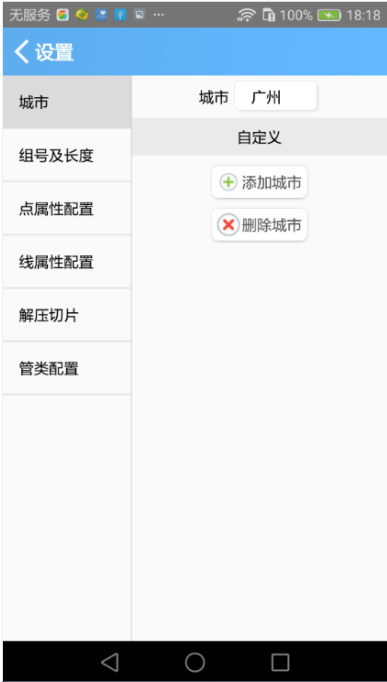 无服务 ... 100% 18:18
设置
城市
组号及长度
点属性配置
线属性配置
解压切片
管类配置
城市 广州
自定义
添加城市
删除城市